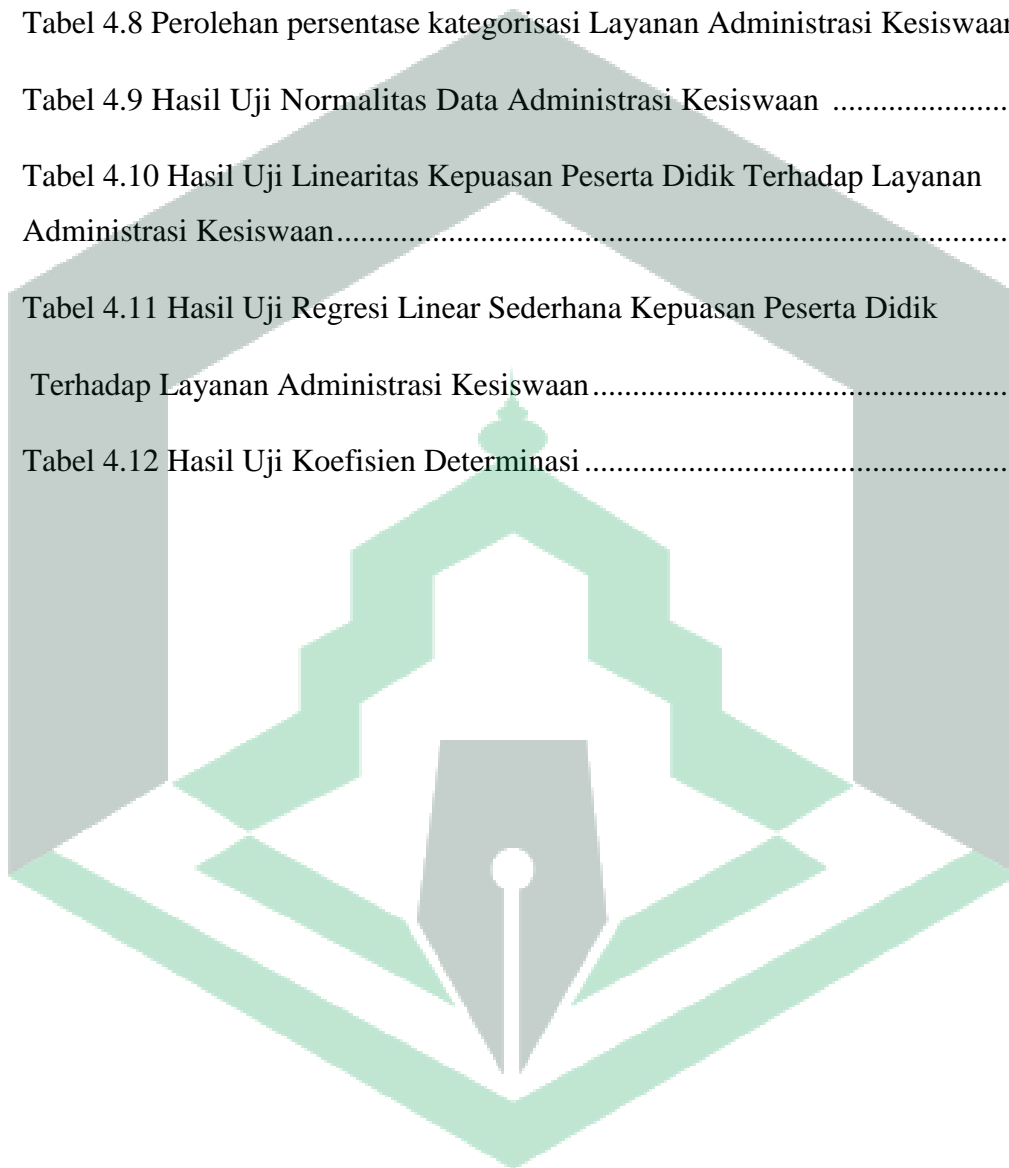 Tabel 4.8 Perolehan persentase kategorisasi Layanan Administrasi Kesiswaan
Tabel 4.9 Hasil Uji Normalitas Data Administrasi Kesiswaan ......................
Tabel 4.10 Hasil Uji Linearitas Kepuasan Peserta Didik Terhadap Layanan
Administrasi Kesiswaan....................................................................................
Tabel 4.11 Hasil Uji Regresi Linear Sederhana Kepuasan Peserta Didik
Terhadap Layanan Administrasi Kesiswaan....................................................
Tabel 4.12 Hasil Uji Koefisien Determinasi.....................................................